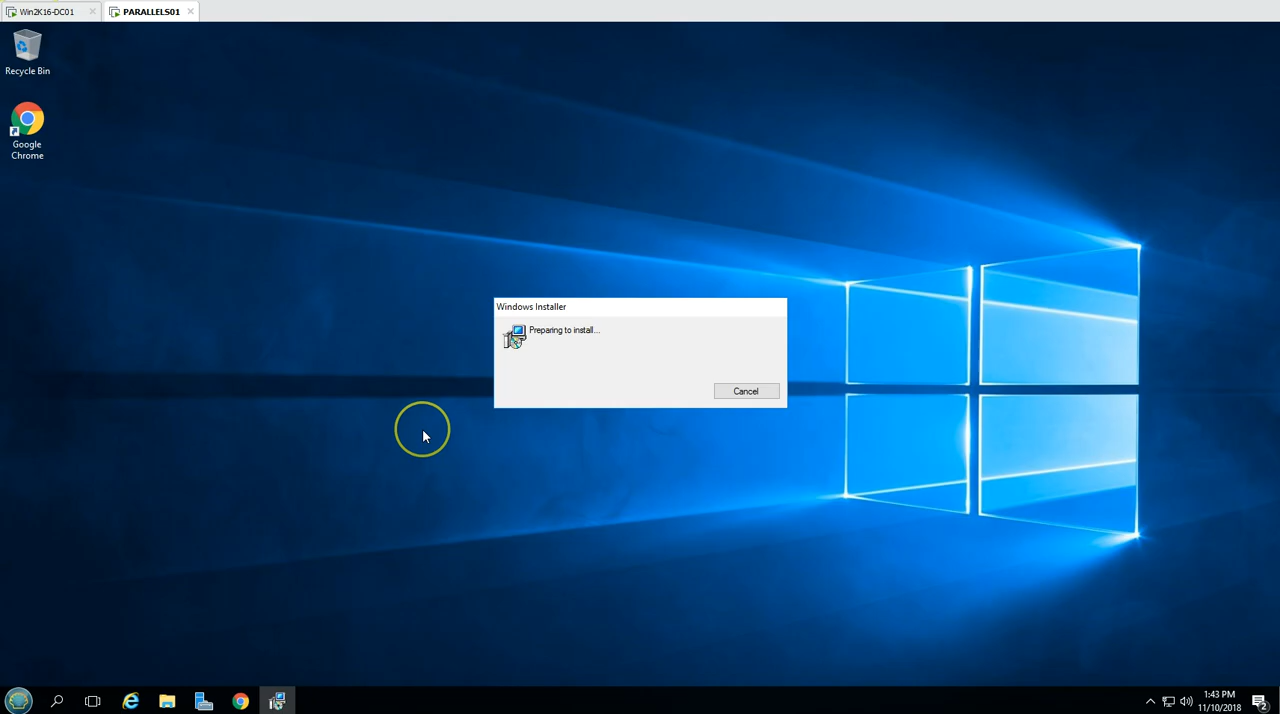 Win2K16-DC01
PARALLELS01
Recycle Bin
Google
Chrome
Windows Installer
Preparing to install...
Cancel
1:43 PM
11/10/2018
2